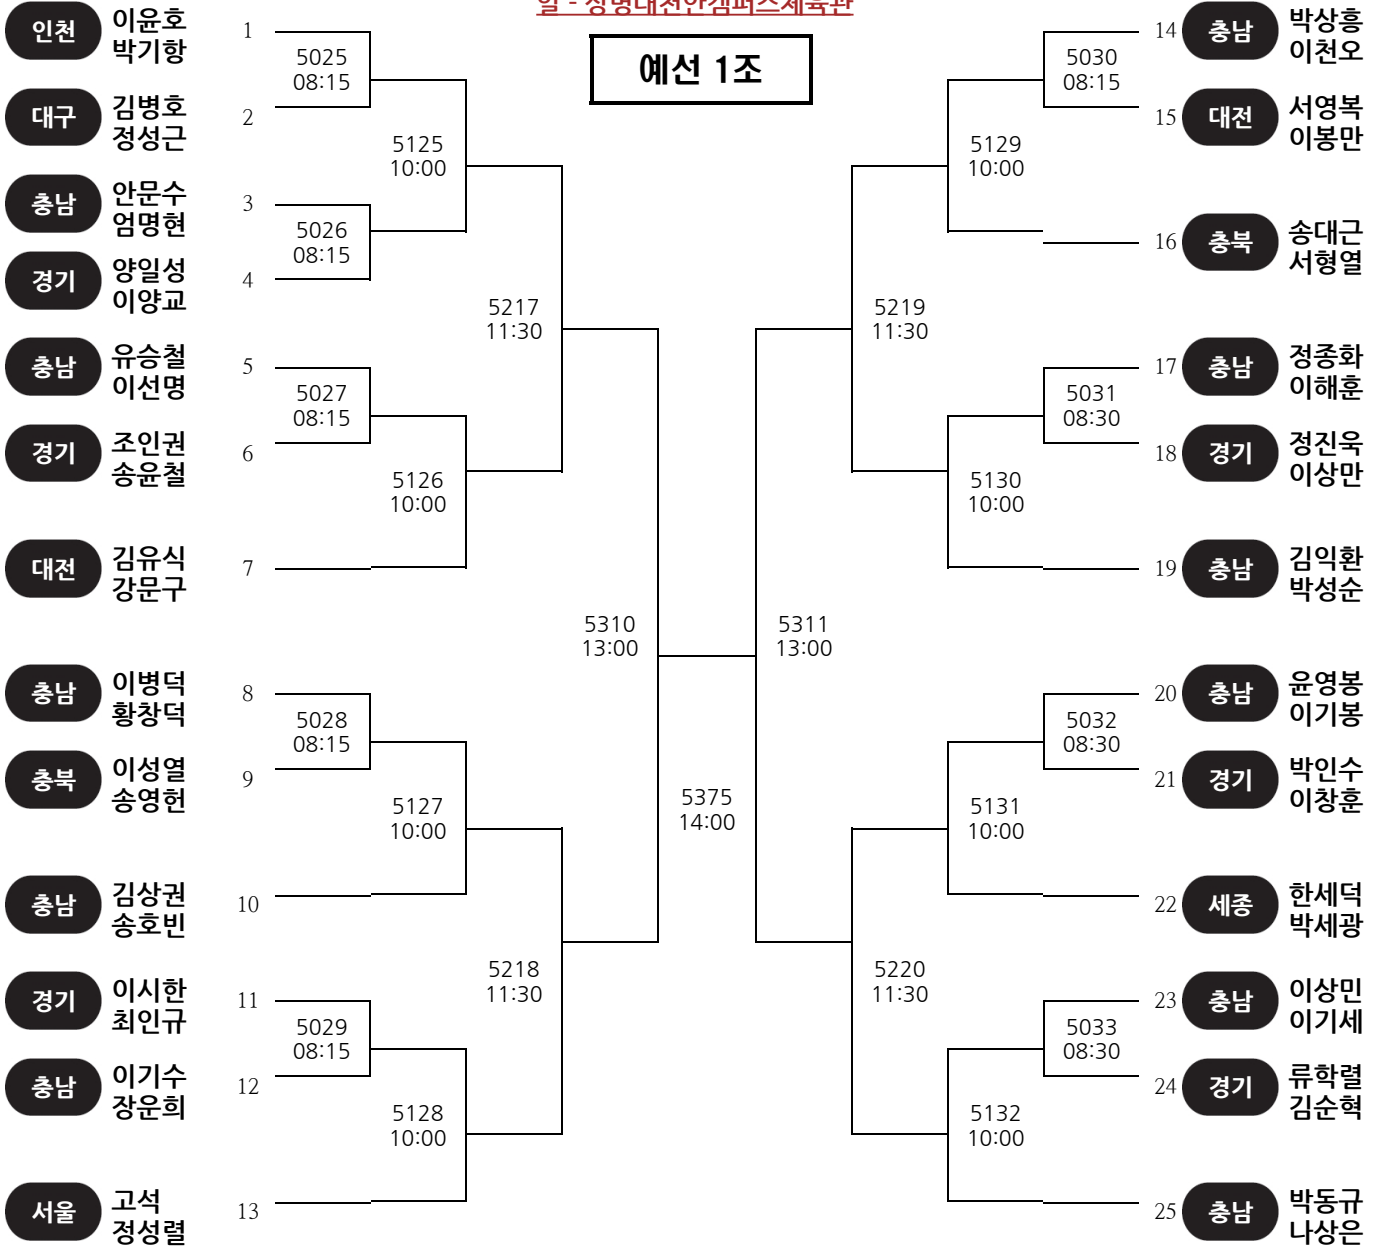 일 - 상명대천안캠퍼스체육관
예선 1조
인천 이윤호 박기항 1
5025
08:15
대구 김병호 정성근 2
5125
10:00
충남 안문수 엄명현 3
5026
08:15
경기 양일성 이양교 4
5217
11:30
충남 유승철 이선명 5
5027
08:15
경기 조인권 송윤철 6
5126
10:00
대전 김유식 강문구 7
5310
13:00
충남 이병덕 황창덕 8
5028
08:15
충북 이성열 송영헌 9
5127
10:00
충남 김상권 송호빈 10
5218
11:30
경기 이시한 최인규 11
5029
08:15
충남 이기수 장운희 12
5128
10:00
서울 고석 정성렬 13
5375
14:00
14 충남 박상흥 이천오
5030
08:15
15 대전 서영복 이봉만
5129
10:00
16 충북 송대근 서형열
5219
11:30
17 충남 정종화 이해훈
5031
08:30
18 경기 정진욱 이상만
5130
10:00
19 충남 김익환 박성순
5311
13:00
20 충남 윤영봉 이기봉
5032
08:30
21 경기 박인수 이창훈
5131
10:00
22 세종 한세덕 박세광
5220
11:30
23 충남 이상민 이기세
5033
08:30
24 경기 류학렬 김순혁
5132
10:00
25 충남 박동규 나상은